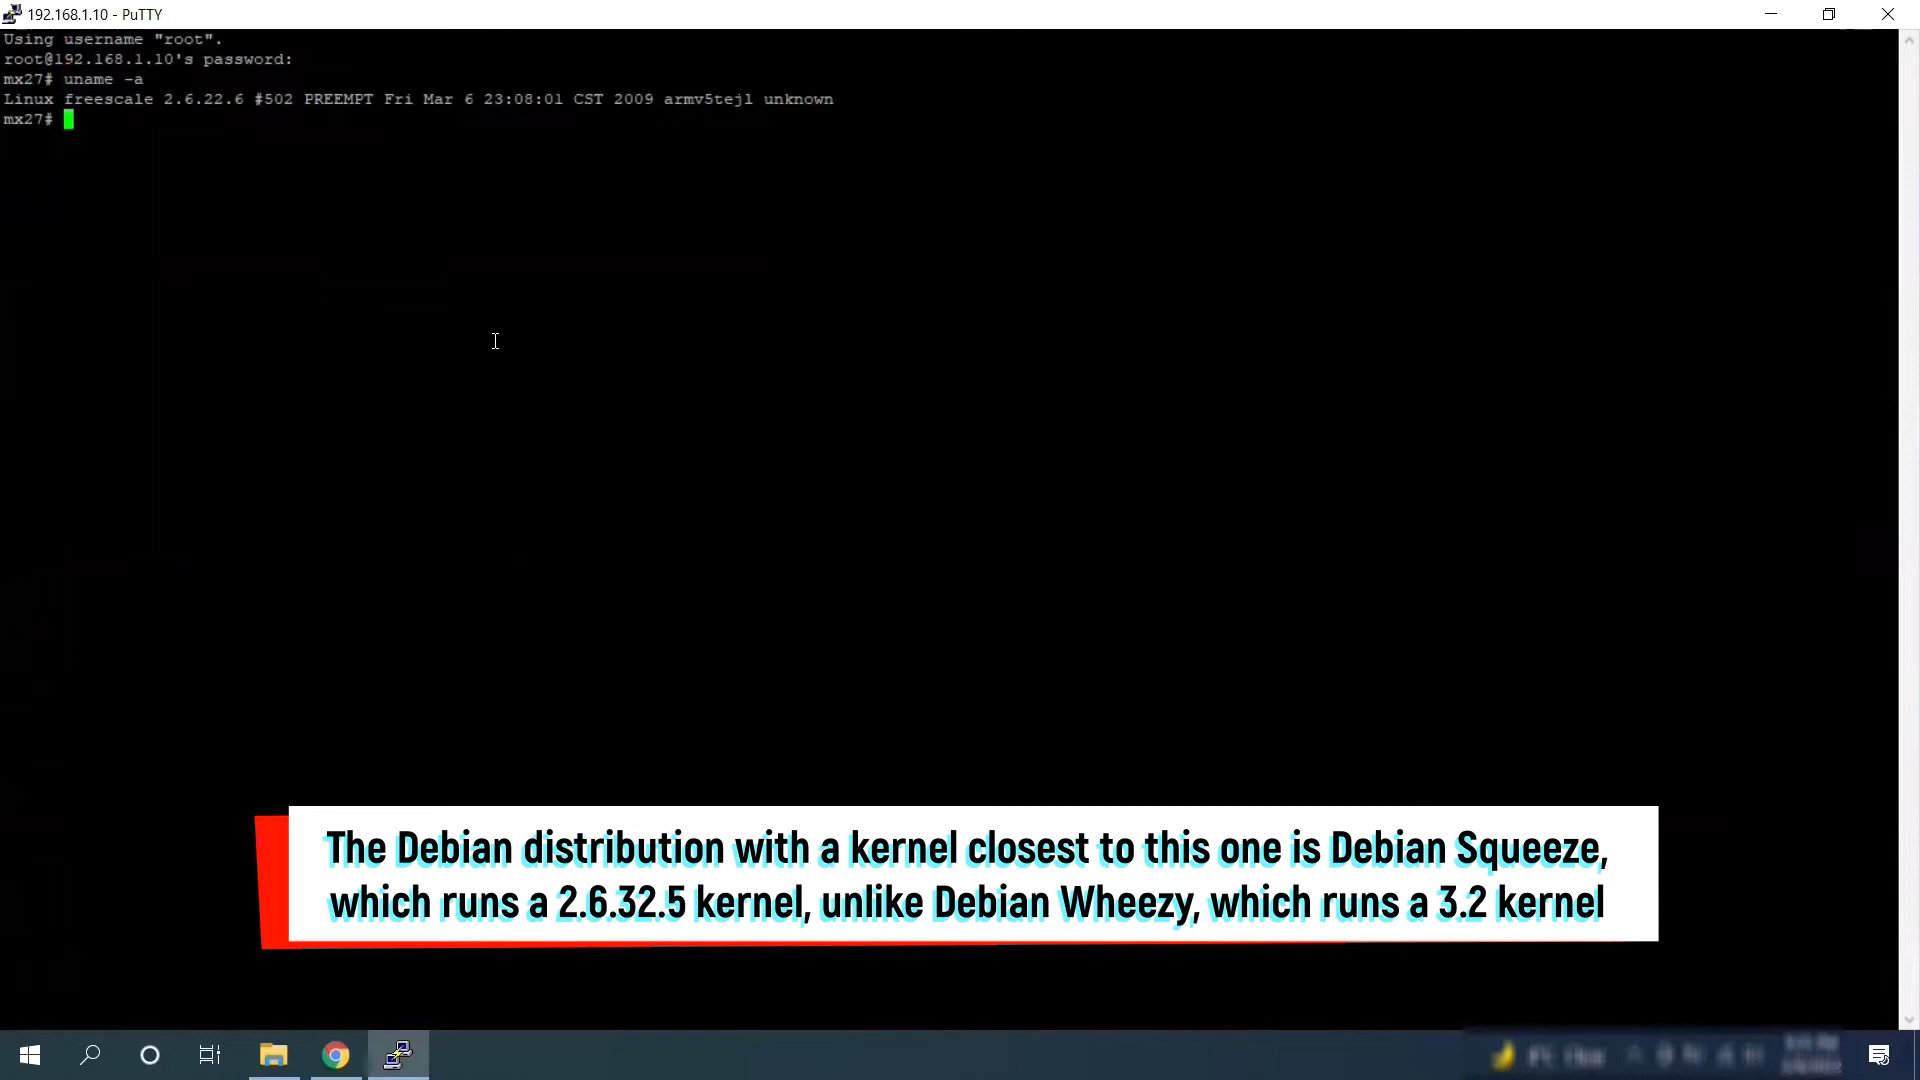 192.168.1.10 - PuTTY
Using username "root".
root@192.168.1.10's password:
mx27# uname -a
Linux freescale 2.6.22.6 #502 PREEMPT Fri Mar 6 23:08:01 CST 2009 armv5tejl unknown
mx27#
The Debian distribution with a kernel closest to this one is Debian Squeeze,
which runs a 2.6.32.5 kernel, unlike Debian Wheezy, which runs a 3.2 kernel